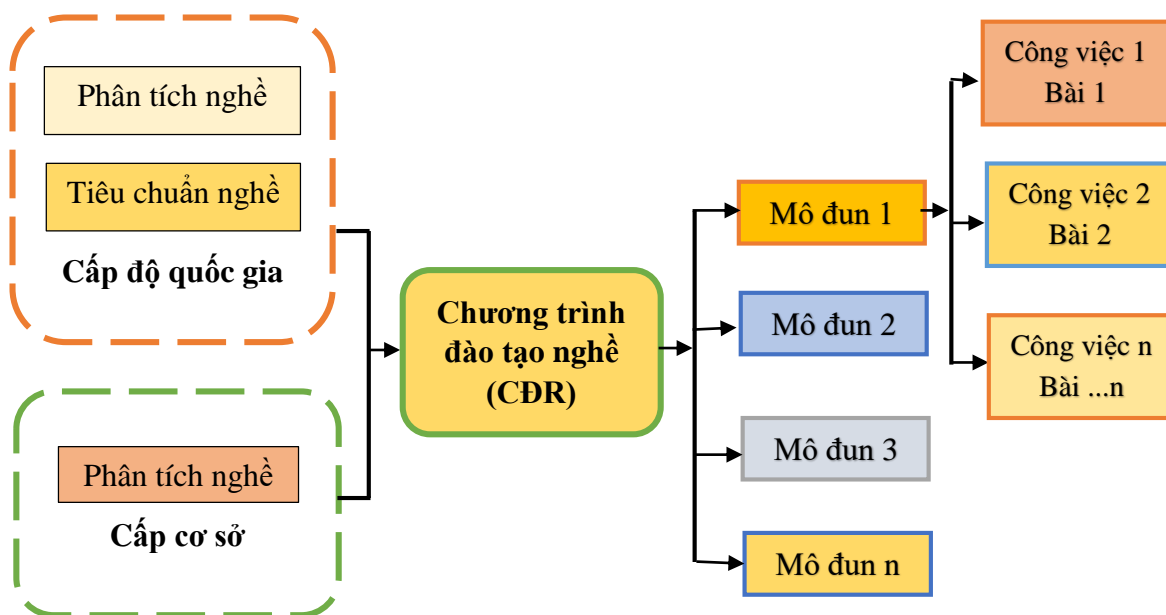 Phân tích nghề
Tiêu chuẩn nghề
Cấp độ quốc gia
Phân tích nghề
Cấp cơ sở
Chương trình
đào tạo nghề
(CĐR)
Mô đun 1
Mô đun 2
Mô đun 3
Mô đun n
Công việc 1
Bài 1
Công việc 2
Bài 2
Công việc n
Bài ...n